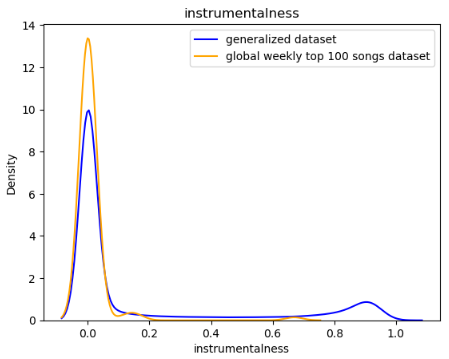 instrumentalness
generalized dataset
global weekly top 100 songs dataset
14
12
10
8
6
4
2
0
Density
0.0 0.2 0.4 0.6 0.8 1.0
instrumentalness